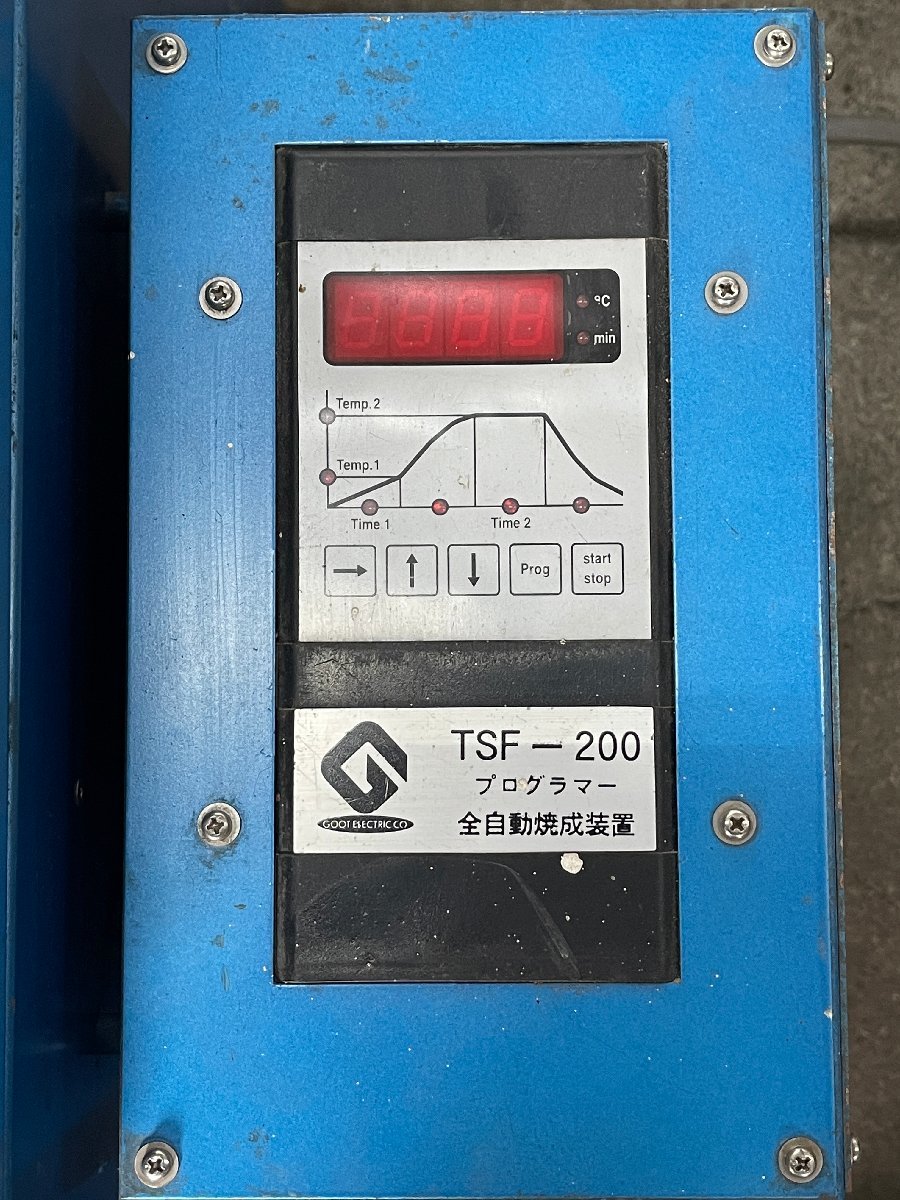 °C
min
Temp.2
Temp.1
Time 1
Time 2
Prog
start
stop
TSF－200
プログラマー
GOOT ELECTRIC CO
全自動焼成装置